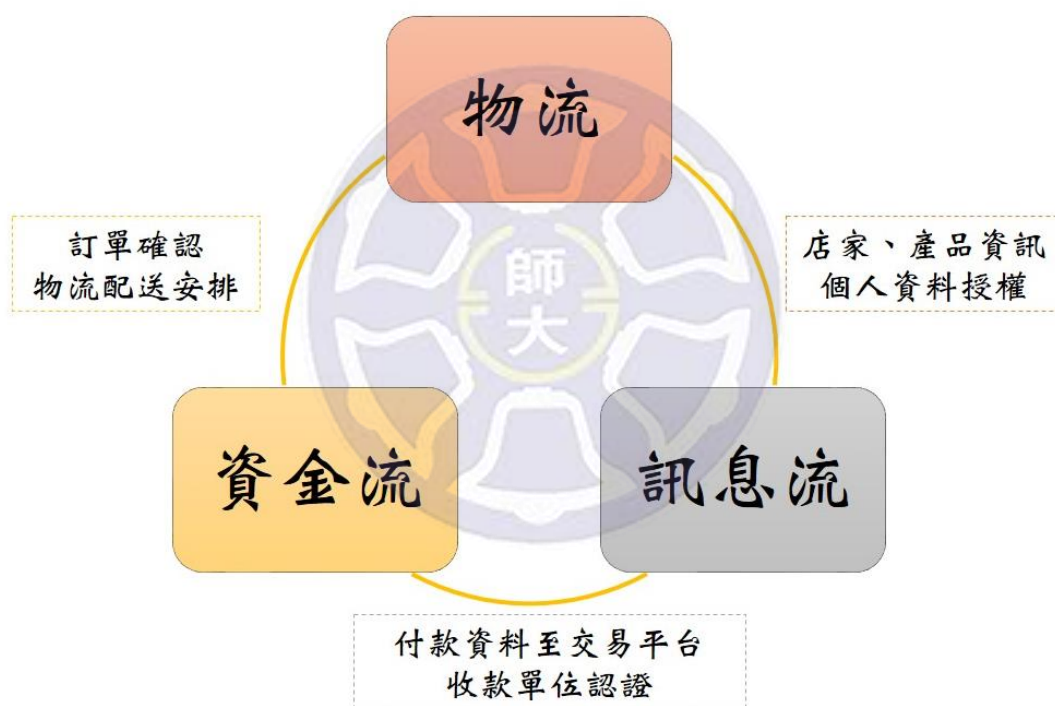 物流
訂單確認
物流配送安排
店家、產品資訊
個人資料授權
師
大
資金流
訊息流
付款資料至交易平台
收款單位認證